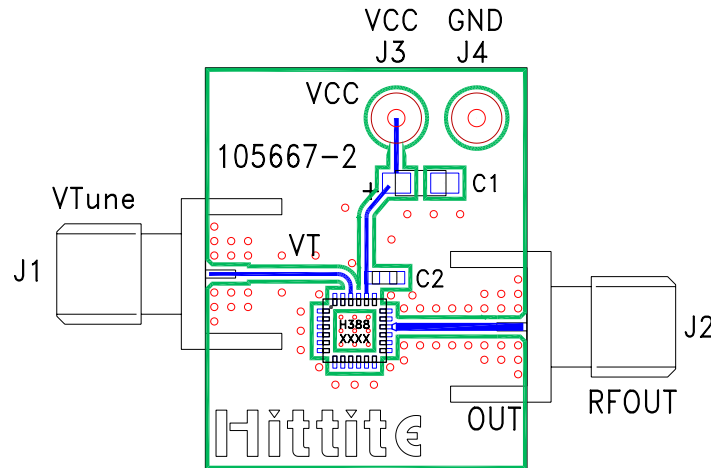 VCC GND
J3 J4
VCC
105667-2
+
C1
VTune
VT
J1
C2
H388
XXXX
J2
RFOUT
OUT
Hittite